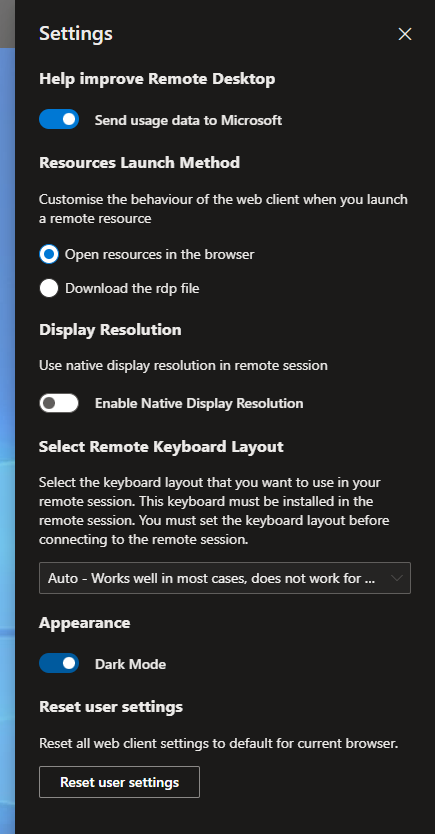 Settings
Help improve Remote Desktop
Send usage data to Microsoft
Resources Launch Method
Customise the behaviour of the web client when you launch
a remote resource
Open resources in the browser
Download the rdp file
Display Resolution
Use native display resolution in remote session
Enable Native Display Resolution
Select Remote Keyboard Layout
Select the keyboard layout that you want to use in your
remote session. This keyboard must be installed in the
remote session. You must set the keyboard layout before
connecting to the remote session.
Auto - Works well in most cases, does not work for ...
Appearance
Dark Mode
Reset user settings
Reset all web client settings to default for current browser.
Reset user settings